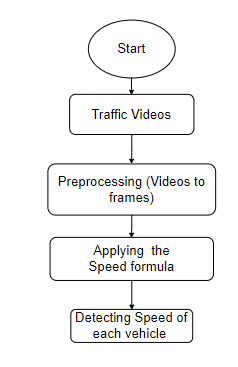 Start
Traffic Videos
Preprocessing (Videos to
frames)
Applying the
Speed formula
Detecting Speed of
each vehicle